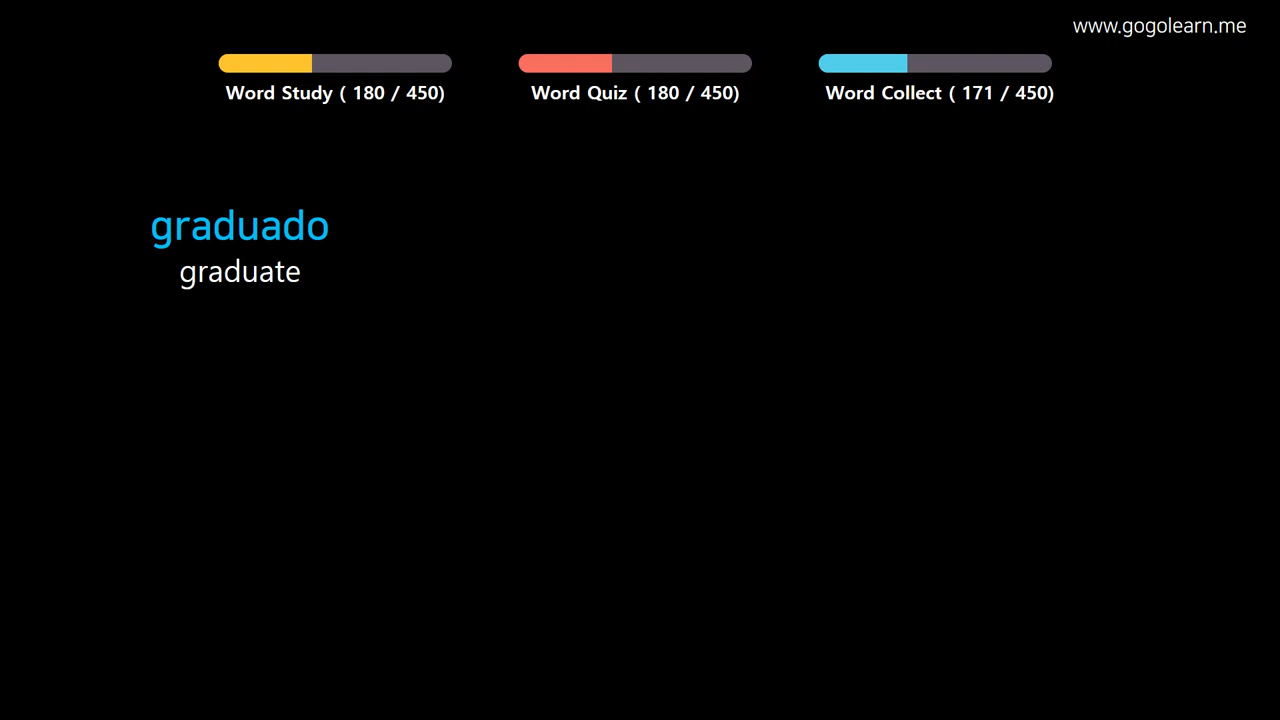 www.gogolearn.me
Word Study ( 180 / 450)
Word Quiz ( 180 / 450)
Word Collect ( 171 / 450)
graduado
graduate